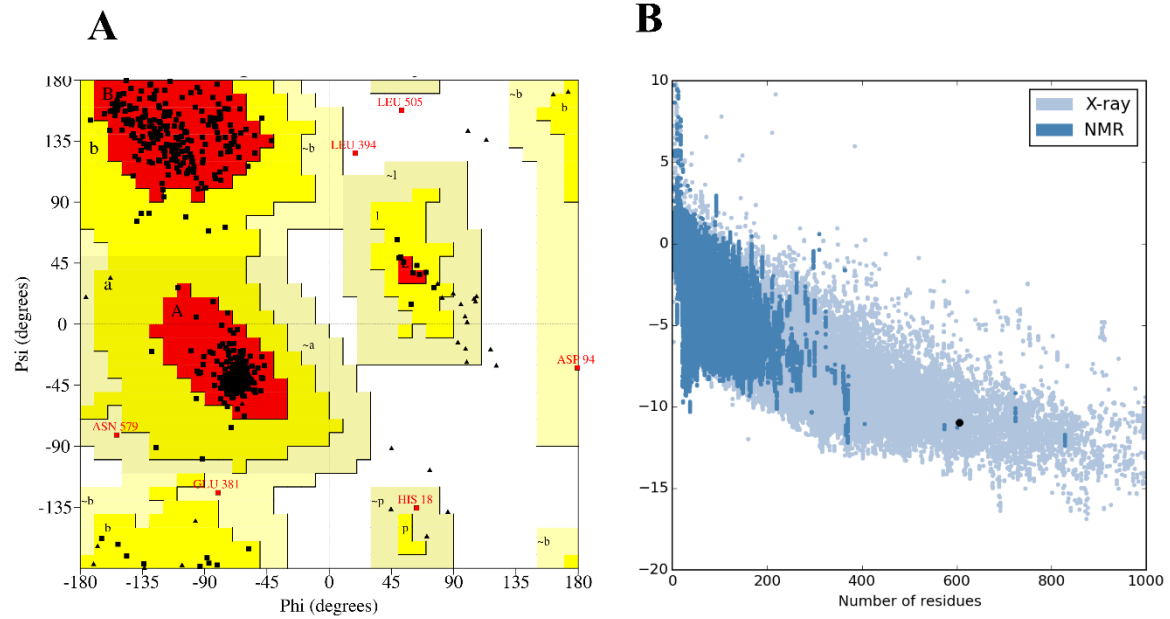 A
B
180
135
90
45
0
-45
-90
-135
-180
-135
-90
-45
0
45
90
135
180
Psi (degrees)
Phi (degrees)
B
b
~b
LEU 505
~b
b
LEU 394
~l
l
a
A
~a
ASP 94
ASN 579
GLU 381
~b
b
~p
HIS 18
p
~b
10
5
0
−5
−10
−15
−20
0
200
400
600
800
1000
Number of residues
X-ray
NMR